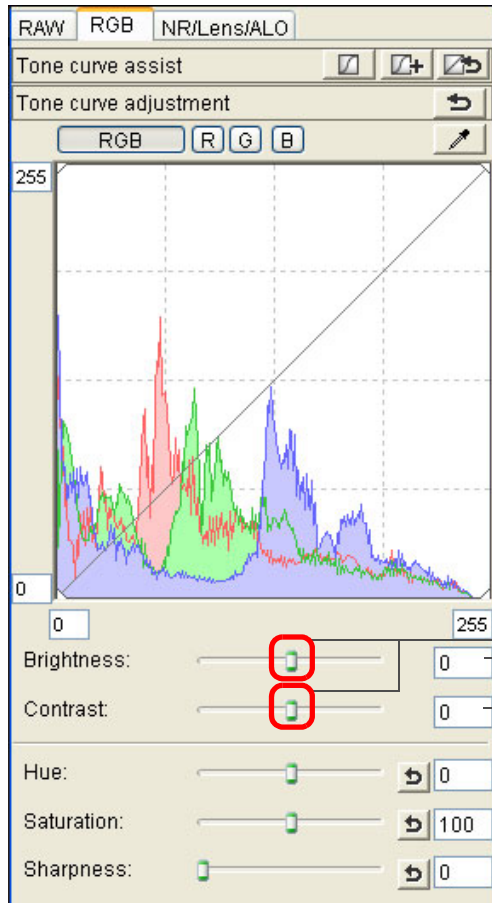 RAW RGB NR/Lens/ALO
Tone curve assist
Tone curve adjustment
RGB R G B
255
0
0 255
Brightness: 0
Contrast: 0
Hue: 0
Saturation: 100
Sharpness: 0